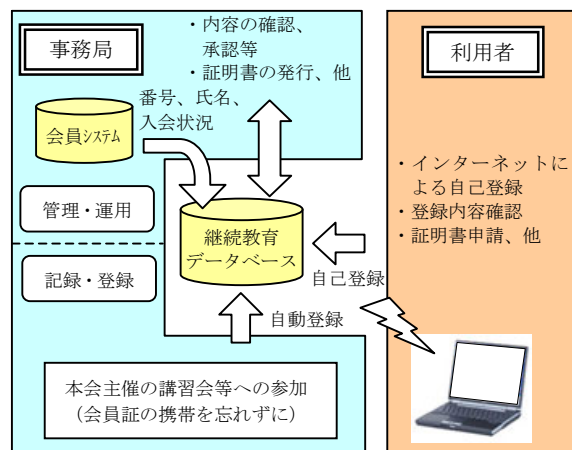 事務局
・内容の確認、
承認等
・証明書の発行、他
番号、氏名、
入会状況
会員ｼｽﾃﾑ
管理・運用
記録・登録
継続教育
データベース
自己登録
自動登録
本会主催の講習会等への参加
（会員証の携帯を忘れずに）
利用者
・インターネットに
よる自己登録
・登録内容確認
・証明書申請、他